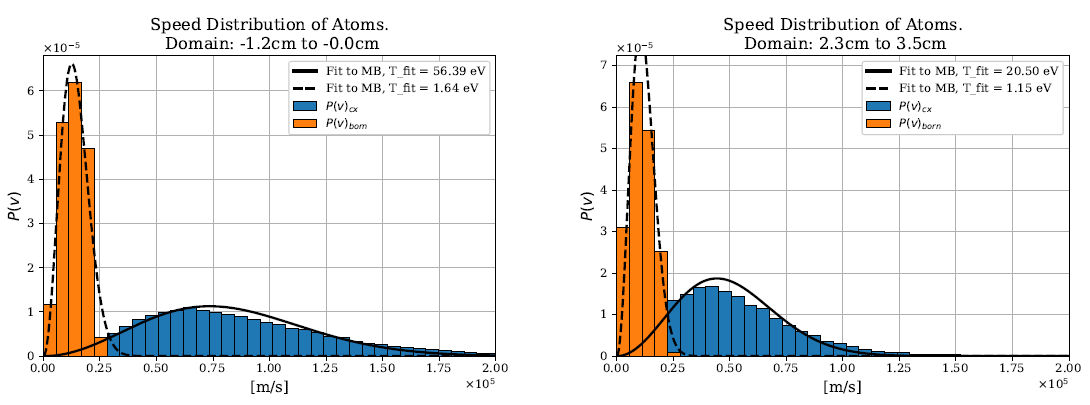 Speed Distribution of Atoms.
Domain: -1.2cm to -0.0cm
×10⁻⁵
Fit to MB, T_fit = 56.39 eV
Fit to MB, T_fit = 1.64 eV
P(v)cx
P(v)born
6
5
4
3
2
1
0
P(v)
0.00 0.25 0.50 0.75 1.00 1.25 1.50 1.75 2.00
[m/s]
×10⁵
Speed Distribution of Atoms.
Domain: 2.3cm to 3.5cm
×10⁻⁵
Fit to MB, T_fit = 20.50 eV
Fit to MB, T_fit = 1.15 eV
P(v)cx
P(v)born
7
6
5
4
3
2
1
0
P(v)
0.00 0.25 0.50 0.75 1.00 1.25 1.50 1.75 2.00
[m/s]
×10⁵